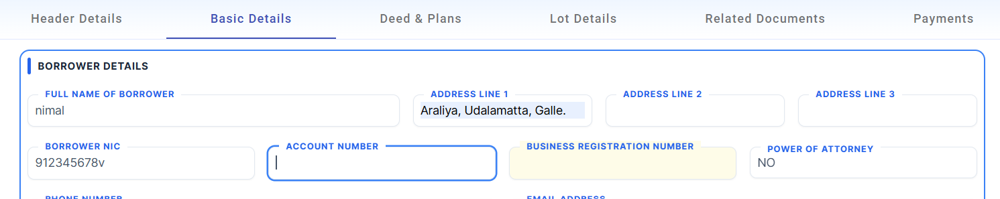 Header Details Basic Details Deed & Plans Lot Details Related Documents Payments
BORROWER DETAILS
FULL NAME OF BORROWER ADDRESS LINE 1 ADDRESS LINE 2 ADDRESS LINE 3
nimal Araliya, Udalamatta, Galle.
BORROWER NIC ACCOUNT NUMBER BUSINESS REGISTRATION NUMBER POWER OF ATTORNEY
912345678v NO
PHONE NUMBER EMAIL ADDRESS